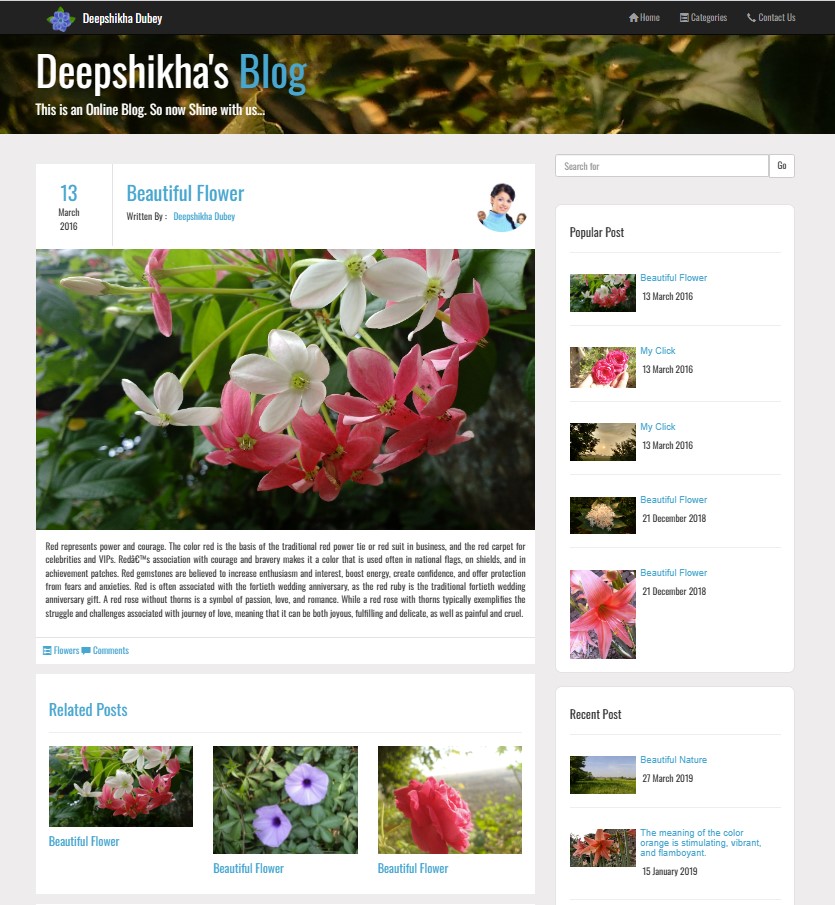 Deepshikha Dubey
Home
Categories
Contact Us
Deepshikha's Blog
This is an Online Blog. So now Shine with us...
13
March
2016
Beautiful Flower
Written By : Deepshikha Dubey
Red represents power and courage. The color red is the basis of the traditional red power tie or red suit in business, and the red carpet for
celebrities and VIPs. Redâ€™s association with courage and bravery makes it a color that is used often in national flags, on shields, and in
achievement patches. Red gemstones are believed to increase enthusiasm and interest, boost energy, create confidence, and offer protection
from fears and anxieties. Red is often associated with the fortieth wedding anniversary, as the red ruby is the traditional fortieth wedding
anniversary gift. A red rose without thorns is a symbol of passion, love, and romance. While a red rose with thorns typically exemplifies the
struggle and challenges associated with journey of love, meaning that it can be both joyous, fulfilling and delicate, as well as painful and cruel.
Flowers Comments
Related Posts
Beautiful Flower
Beautiful Flower
Beautiful Flower
Search for
Go
Popular Post
Beautiful Flower
13 March 2016
My Click
13 March 2016
My Click
13 March 2016
Beautiful Flower
21 December 2018
Beautiful Flower
21 December 2018
Recent Post
Beautiful Nature
27 March 2019
The meaning of the color
orange is stimulating, vibrant,
and flamboyant.
15 January 2019